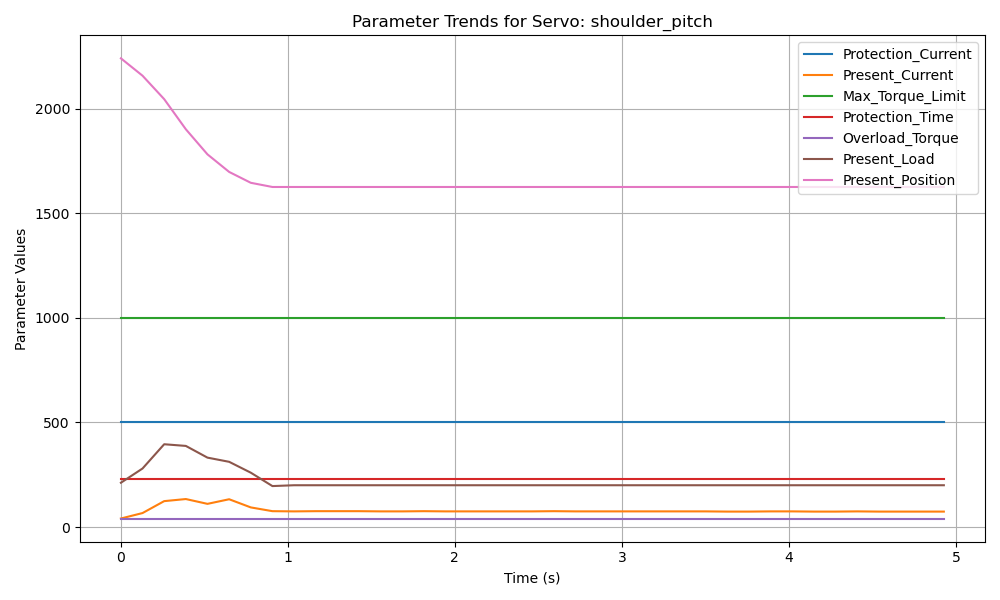 Parameter Trends for Servo: shoulder_pitch
Protection_Current
Present_Current
Max_Torque_Limit
Protection_Time
Overload_Torque
Present_Load
Present_Position
Parameter Values
2000
1500
1000
500
0
0 1 2 3 4 5
Time (s)